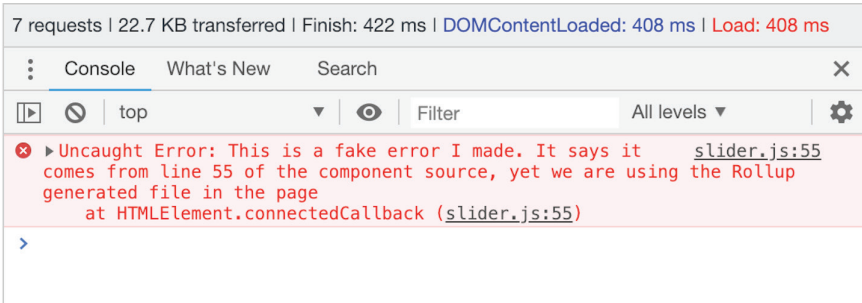 7 requests | 22.7 KB transferred | Finish: 422 ms | DOMContentLoaded: 408 ms | Load: 408 ms
Console What's New Search
top Filter All levels
Uncaught Error: This is a fake error I made. It says it slider.js:55
comes from line 55 of the component source, yet we are using the Rollup
generated file in the page
at HTMLElement.connectedCallback (slider.js:55)